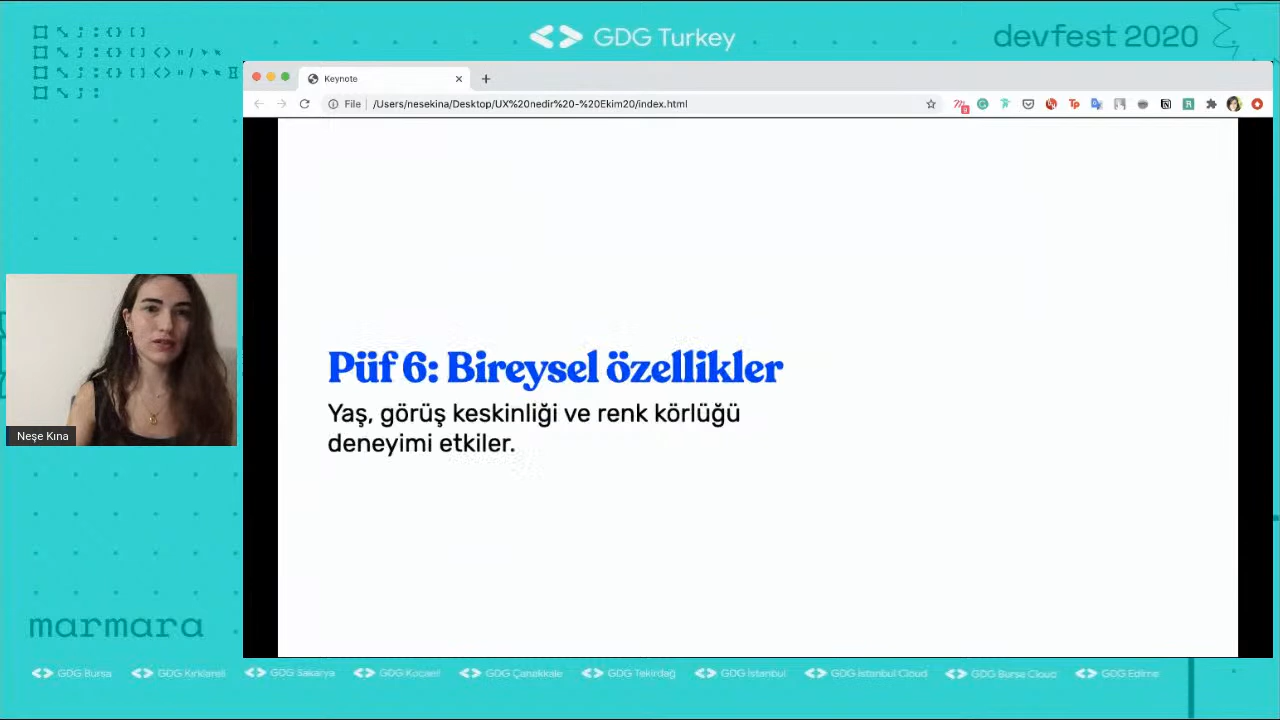 GDG Turkey
devfest 2020
Keynote
File
/Users/nesekina/Desktop/UX%20nedir%20-%20Ekim20/index.html
Püf 6: Bireysel özellikler
Yaş, görüş keskinliği ve renk körlüğü
deneyimi etkiler.
Neşe Kına
marmara
GDG Bursa GDG Kırklareli GDG Sakarya GDG Kocaeli GDG Çanakkale GDG Tekirdağ GDG İstanbul GDG İstanbul Cloud GDG Bursa Cloud GDG Edirne